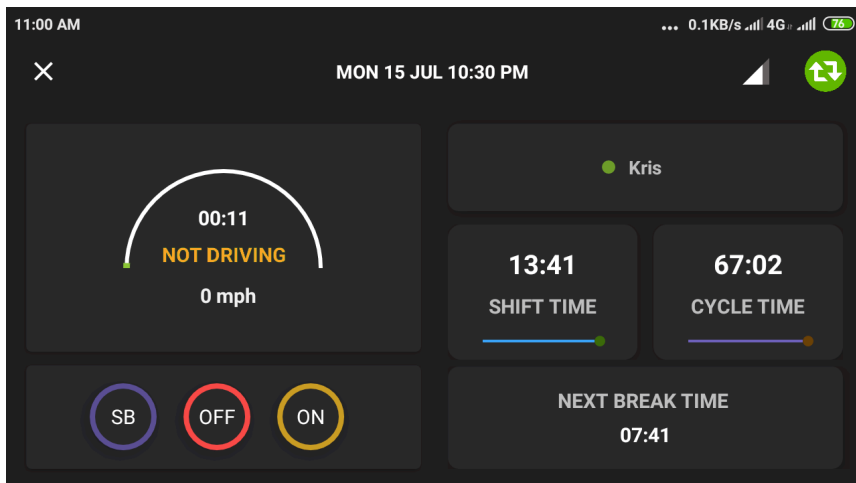 11:00 AM
... 0.1KB/s 4G 76
MON 15 JUL 10:30 PM
00:11
NOT DRIVING
0 mph
SB OFF ON
Kris
13:41
SHIFT TIME
67:02
CYCLE TIME
NEXT BREAK TIME
07:41